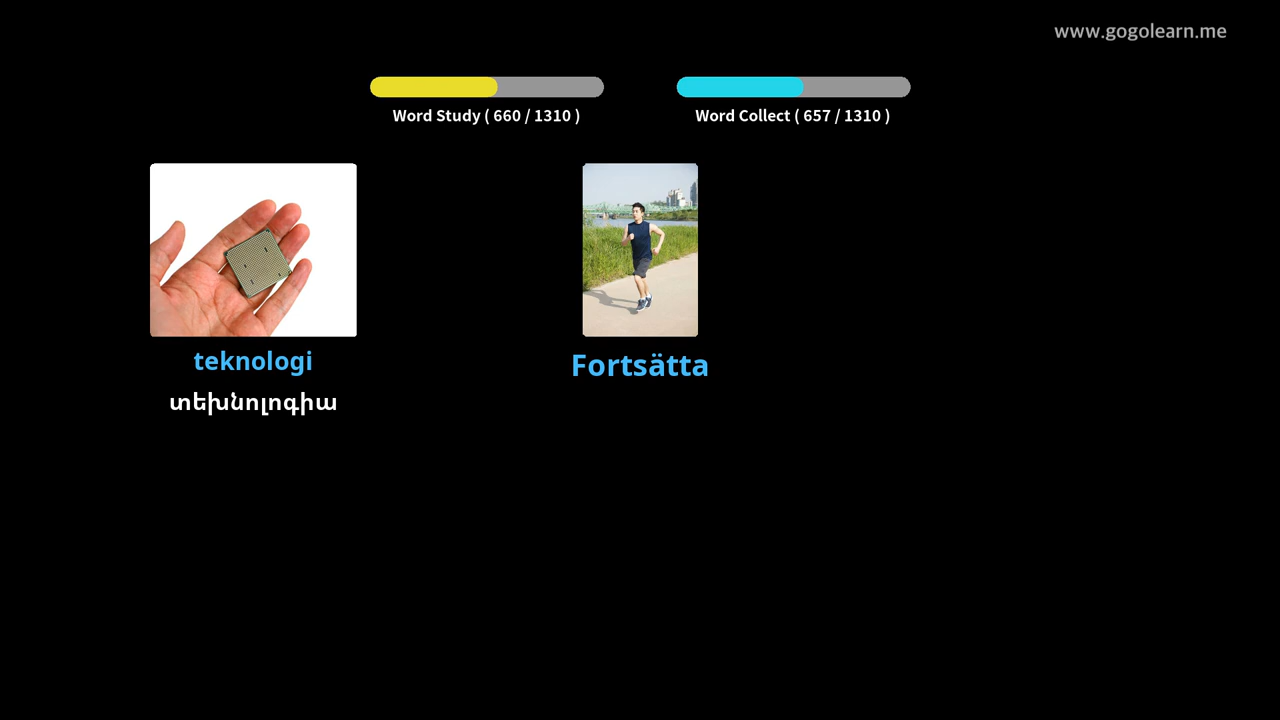 www.gogolearn.me
Word Study ( 660 / 1310 )
Word Collect ( 657 / 1310 )
teknologi
տեխնոլոգիա
Fortsätta